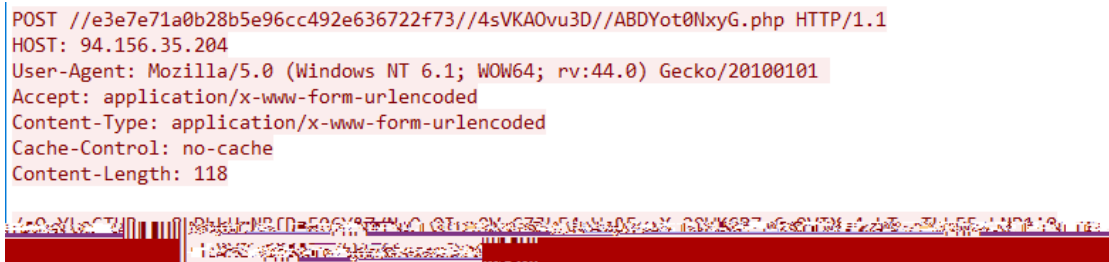 POST //e3e7e71a0b28b5e96cc492e636722f73//4sVKAOvu3D//ABDYot0NxyG.php HTTP/1.1
HOST: 94.156.35.204
User-Agent: Mozilla/5.0 (Windows NT 6.1; WOW64; rv:44.0) Gecko/20100101
Accept: application/x-www-form-urlencoded
Content-Type: application/x-www-form-urlencoded
Cache-Control: no-cache
Content-Length: 118